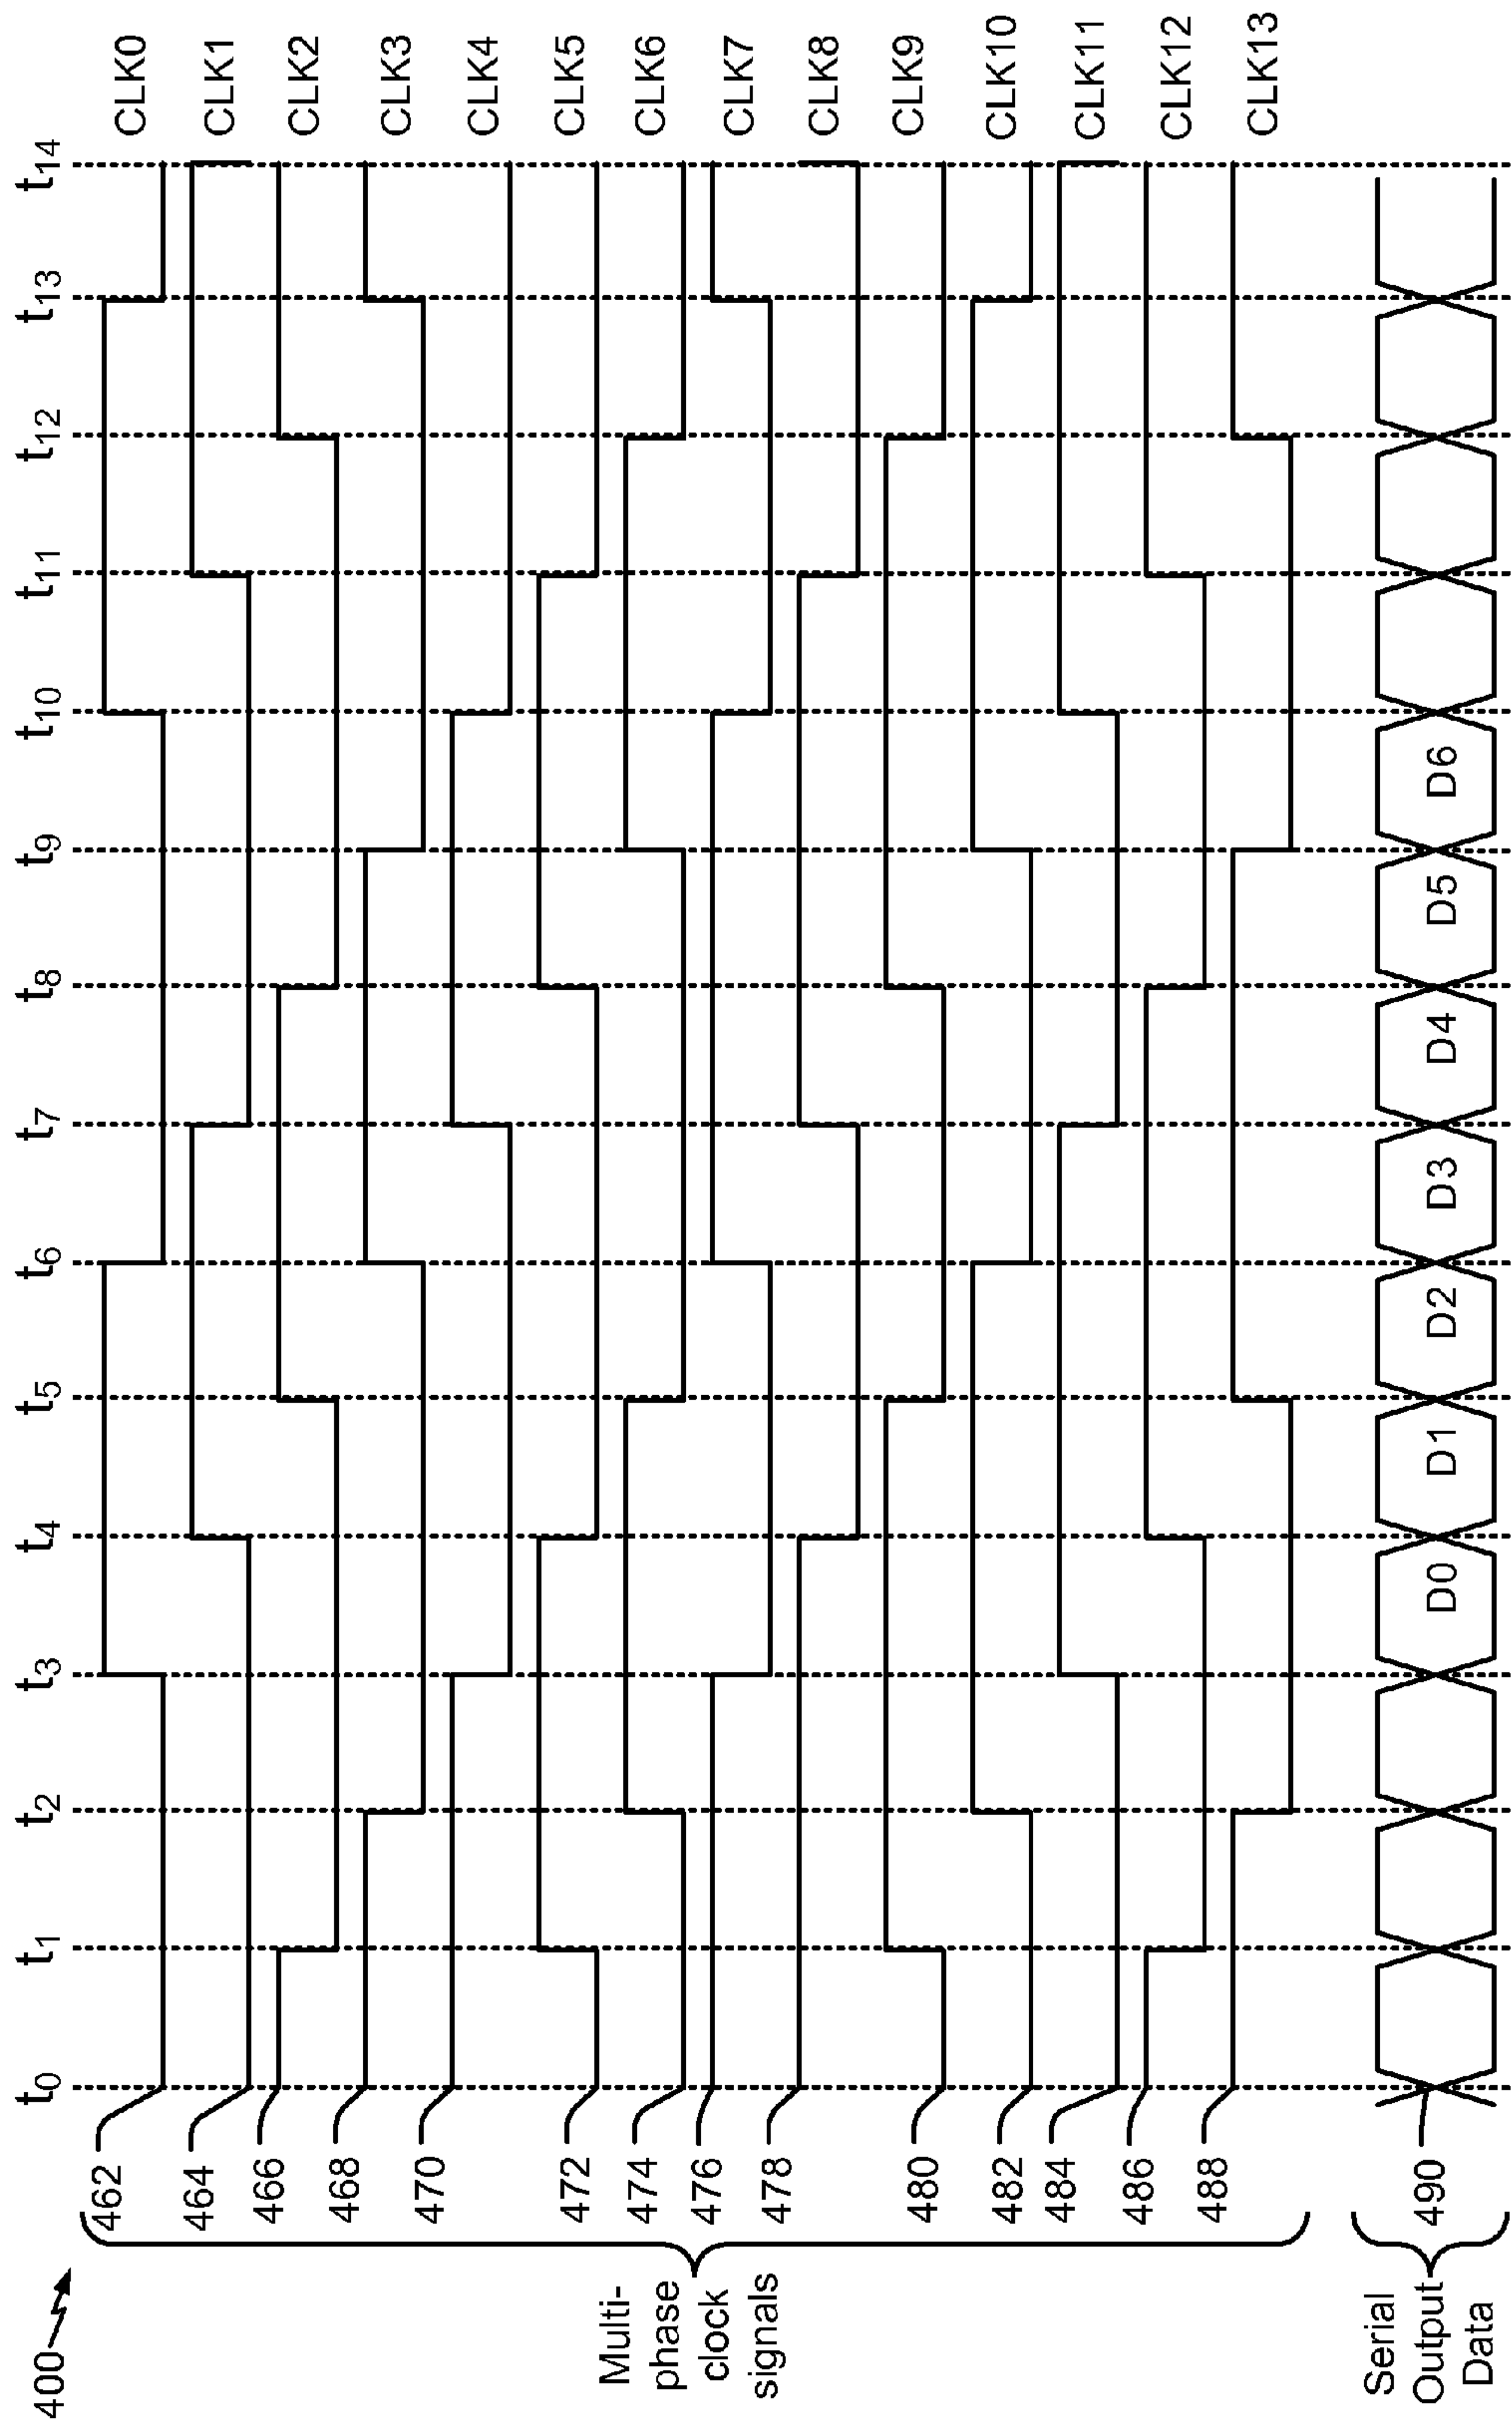 400
t0 t1 t2 t3 t4 t5 t6 t7 t8 t9 t10 t11 t12 t13 t14
462 CLK0
464 CLK1
466 CLK2
468 CLK3
470 CLK4
472 CLK5
474 CLK6
476 CLK7
478 CLK8
480 CLK9
482 CLK10
484 CLK11
486 CLK12
488 CLK13
Multi-
phase
clock
signals
490 D0 D1 D2 D3 D4 D5 D6
Serial
Output
Data